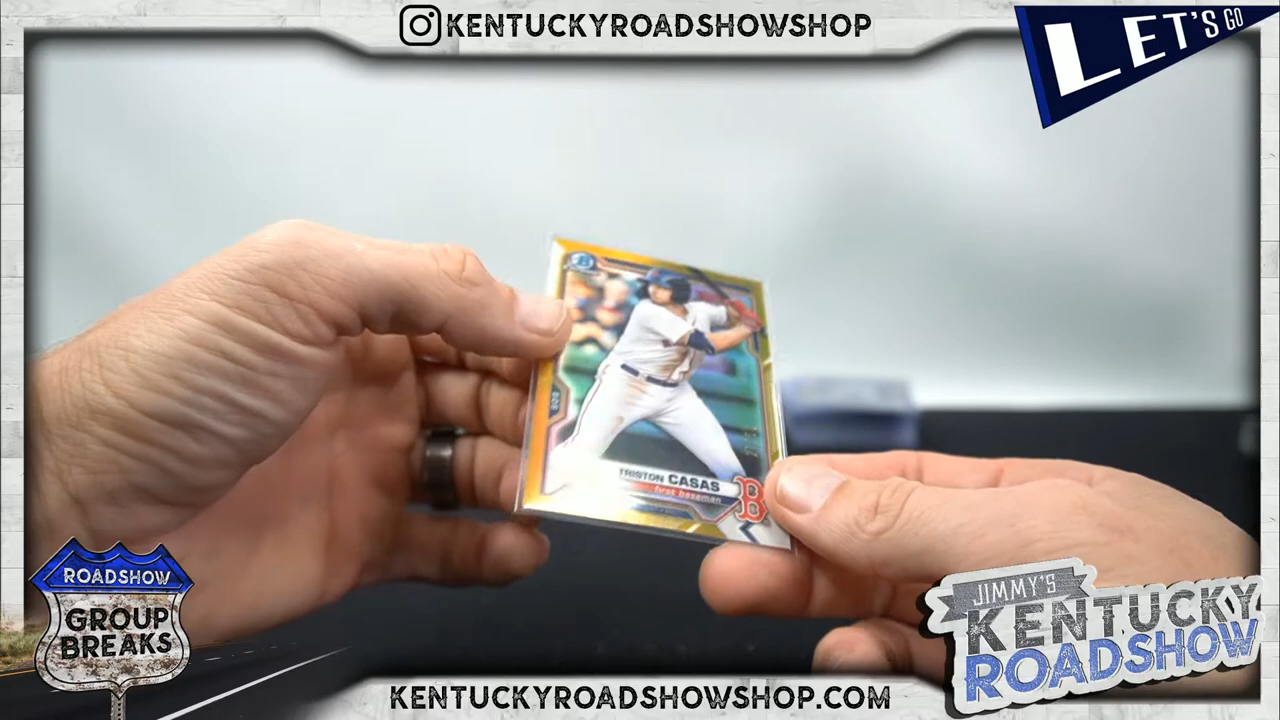 KENTUCKYROADSHOWSHOP
LET'S GO
B
TRISTON CASAS
first baseman
B
ROADSHOW
GROUP
BREAKS
JIMMY'S
KENTUCKY
ROADSHOW
KENTUCKYROADSHOWSHOP.COM